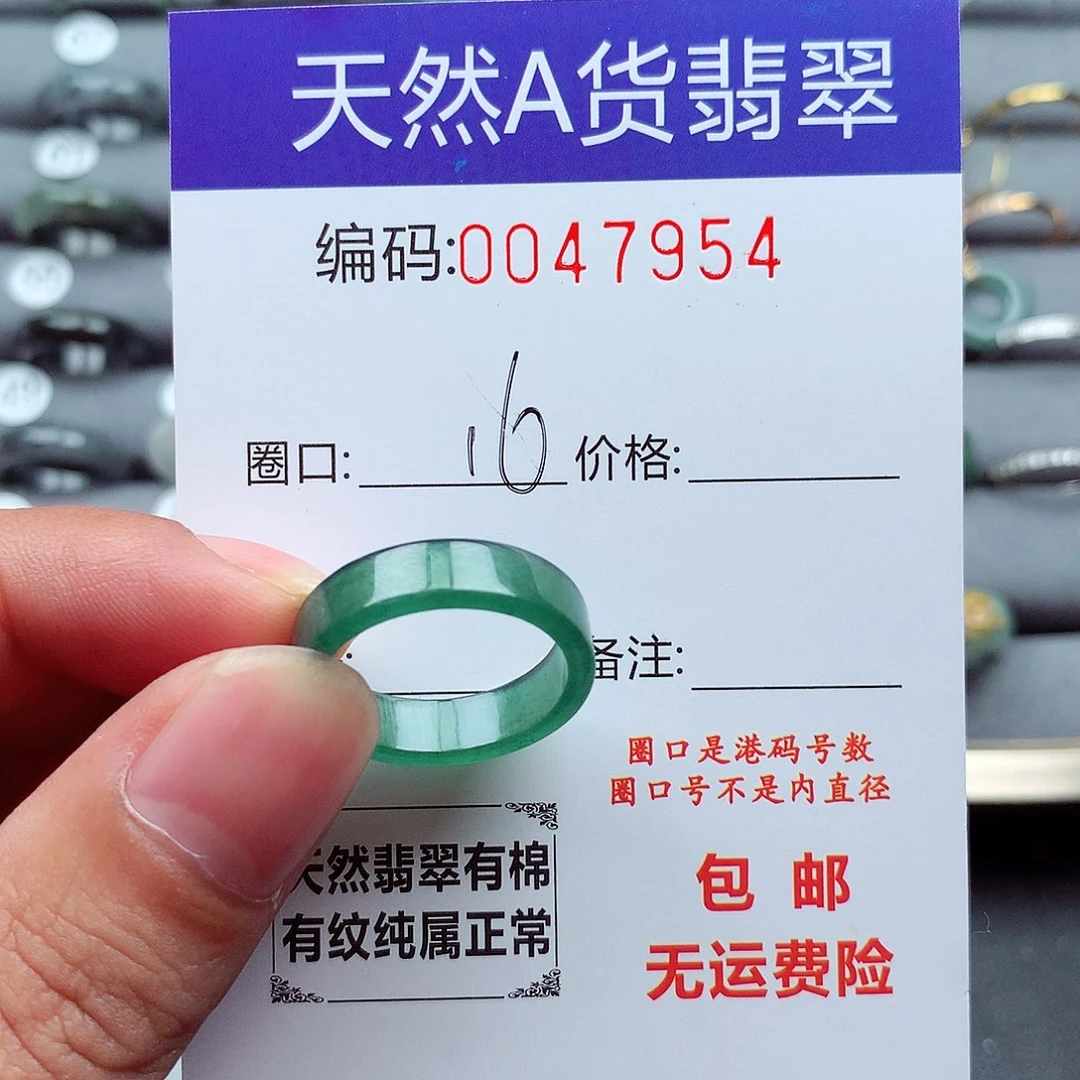 天然A货翡翠
编码:0047954
圈口: 16 价格:
备注:
圈口是港码号数
圈口号不是内直径
天然翡翠有棉
有纹纯属正常
包 邮
无运费险